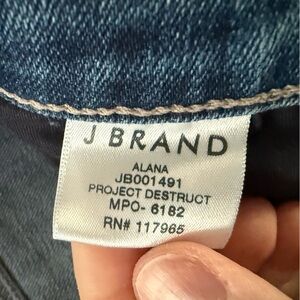 J BRAND
ALANA
JB001491
PROJECT DESTRUCT
MPO- 6182
RN# 117965